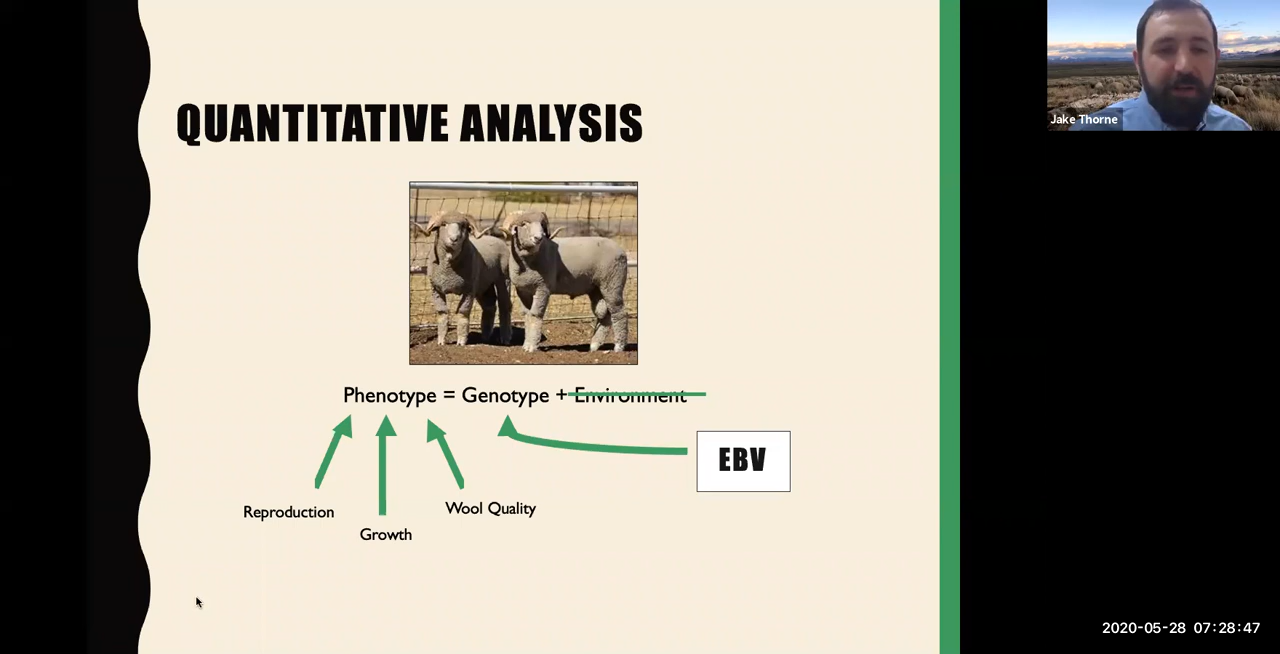 QUANTITATIVE ANALYSIS
Jake Thorne
Phenotype = Genotype + Environment
EBV
Reproduction
Wool Quality
Growth
2020-05-28 07:28:47